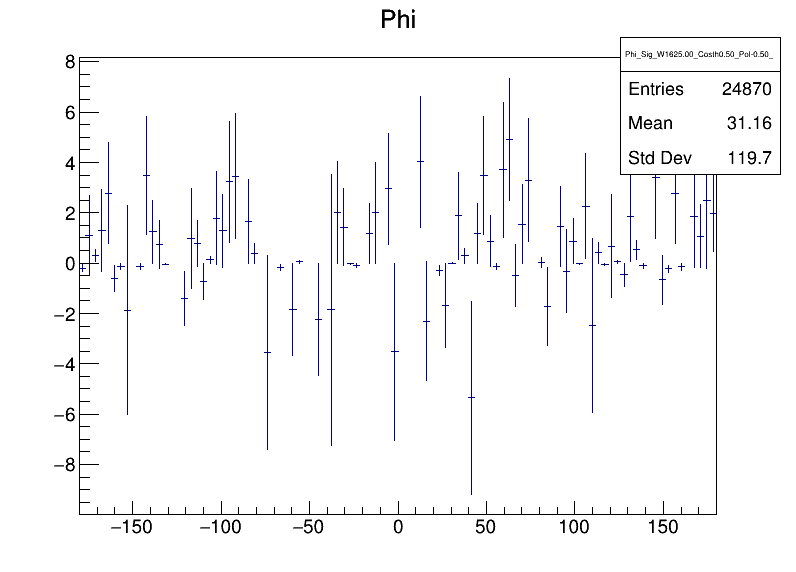 Phi
Phi_Sig_W1625.00_Costh0.50_Pol-0.50_
Entries 24870
Mean 31.16
Std Dev 119.7
8
6
4
2
0
−2
−4
−6
−8
−150 −100 −50 0 50 100 150